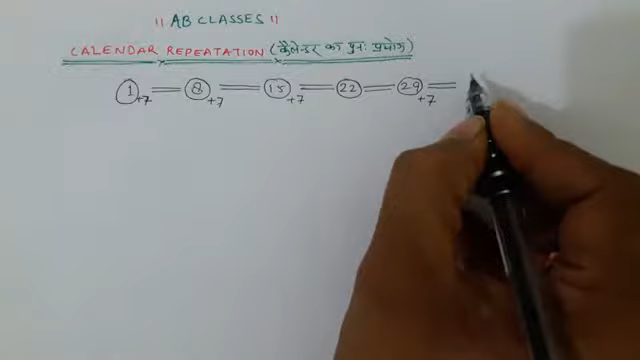 || AB CLASSES ||
CALENDAR REPEATATION (कैलेंडर का पुनः प्रयोग)
1 +7 = 8 +7 = 15 +7 = 22 — 29 +7 =